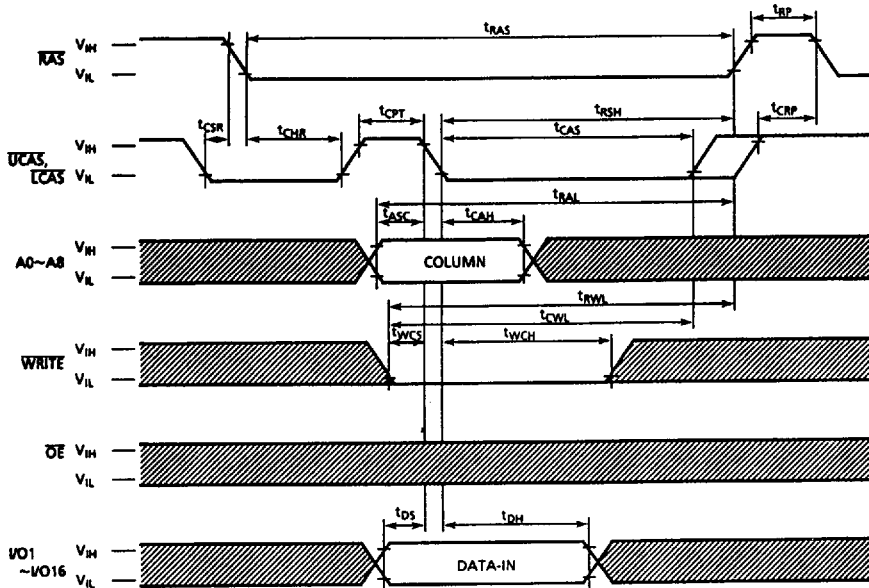 tRP
tRAS
VIH
RAS
VIL
tCPT
tRSH
tCSR
tCHR
tCAS
tCRP
VIH
UCAS,
LCAS
VIL
tRAL
tASC
tCAH
VIH
A0~A8
COLUMN
VIL
tRWL
tCWL
tWCS
tWCH
VIH
WRITE
VIL
VIH
OE
VIL
tDS
tDH
I/O1
VIH
~I/O16
DATA-IN
VIL